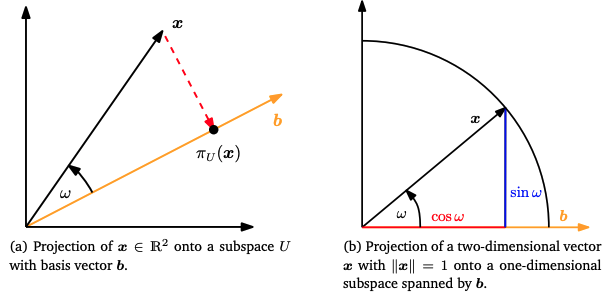 x
b
π_U(x)
ω
(a) Projection of x ∈ ℝ² onto a subspace U
with basis vector b.
x
sin ω
ω
cos ω
b
(b) Projection of a two-dimensional vector
x with ‖x‖ = 1 onto a one-dimensional
subspace spanned by b.